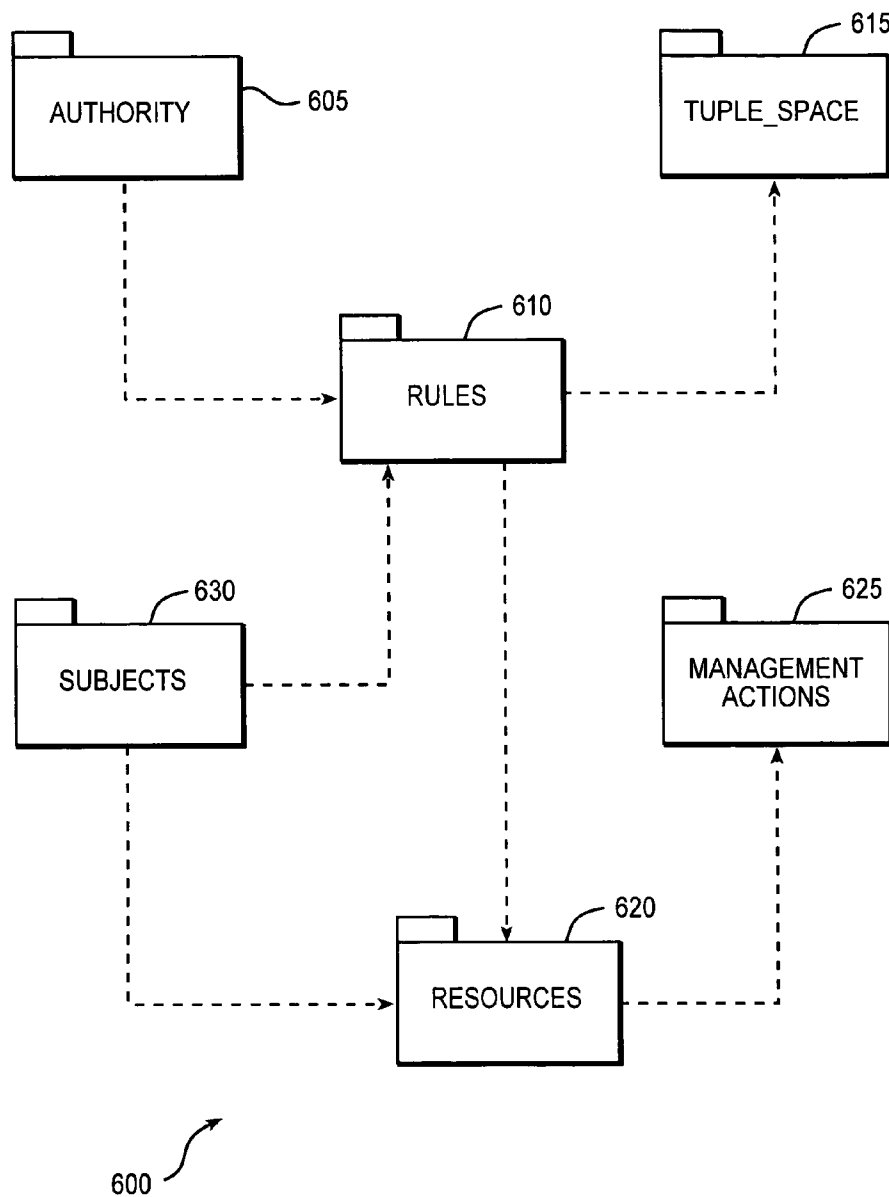 615
AUTHORITY
605
TUPLE_SPACE
610
RULES
630
625
SUBJECTS
MANAGEMENT
ACTIONS
620
RESOURCES
600